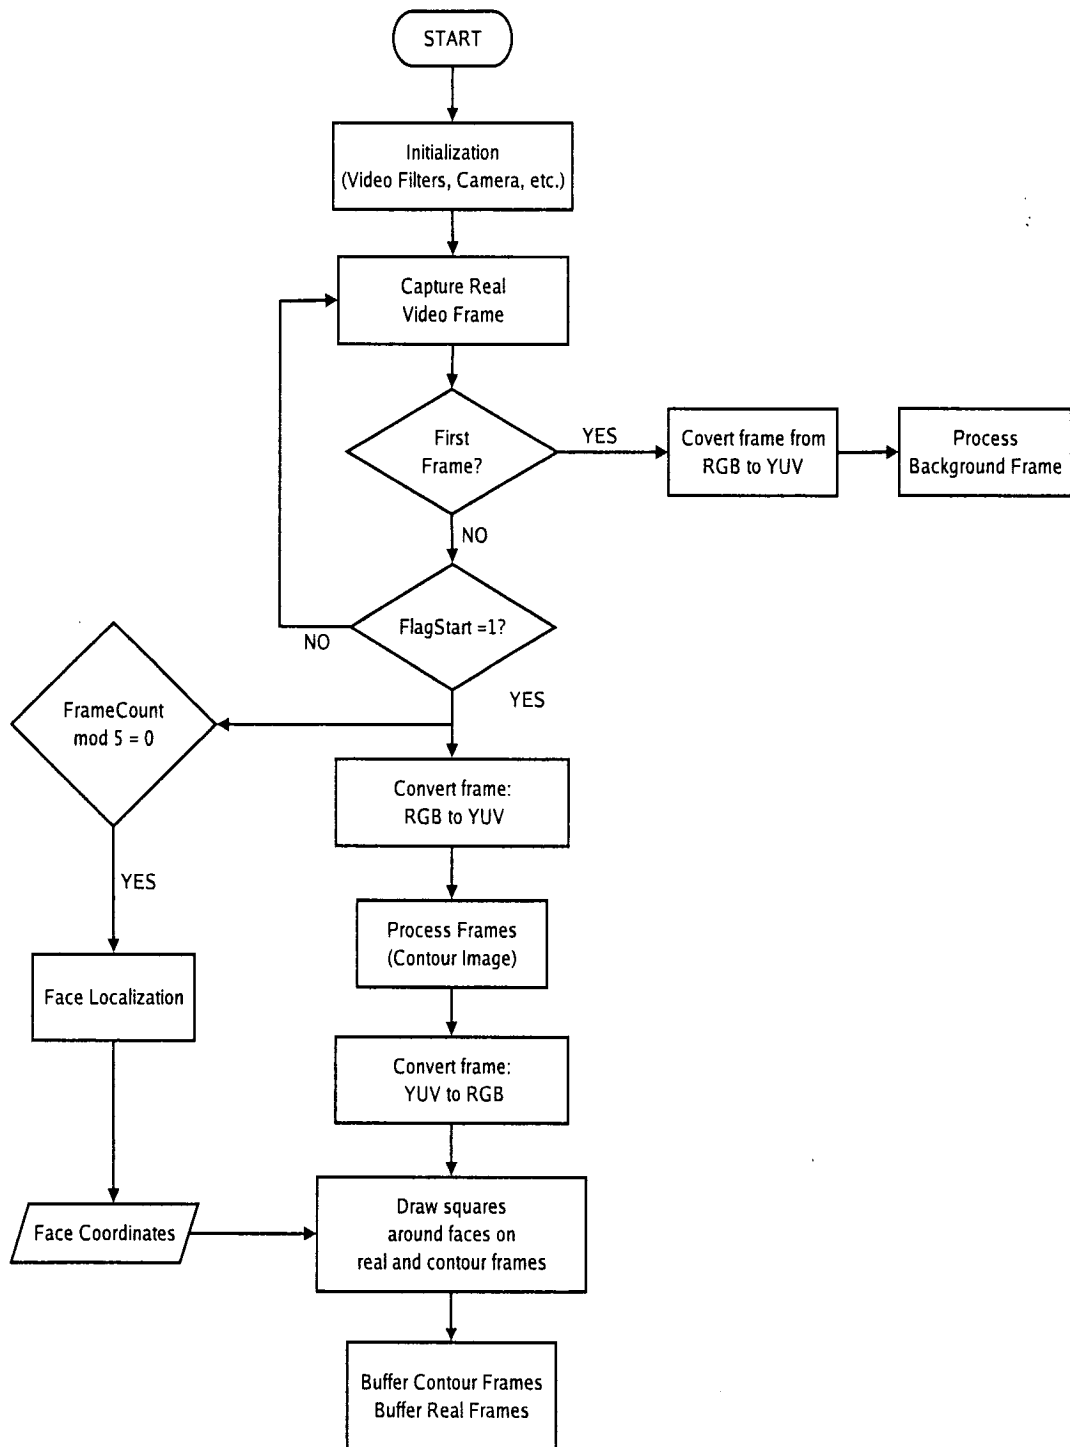 START
Initialization
(Video Filters, Camera, etc.)
Capture Real
Video Frame
First
Frame?
YES
Covert frame from
RGB to YUV
Process
Background Frame
NO
FlagStart =1?
NO
YES
FrameCount
mod 5 = 0
Convert frame:
RGB to YUV
YES
Process Frames
(Contour Image)
Face Localization
Convert frame:
YUV to RGB
Face Coordinates
Draw squares
around faces on
real and contour frames
Buffer Contour Frames
Buffer Real Frames